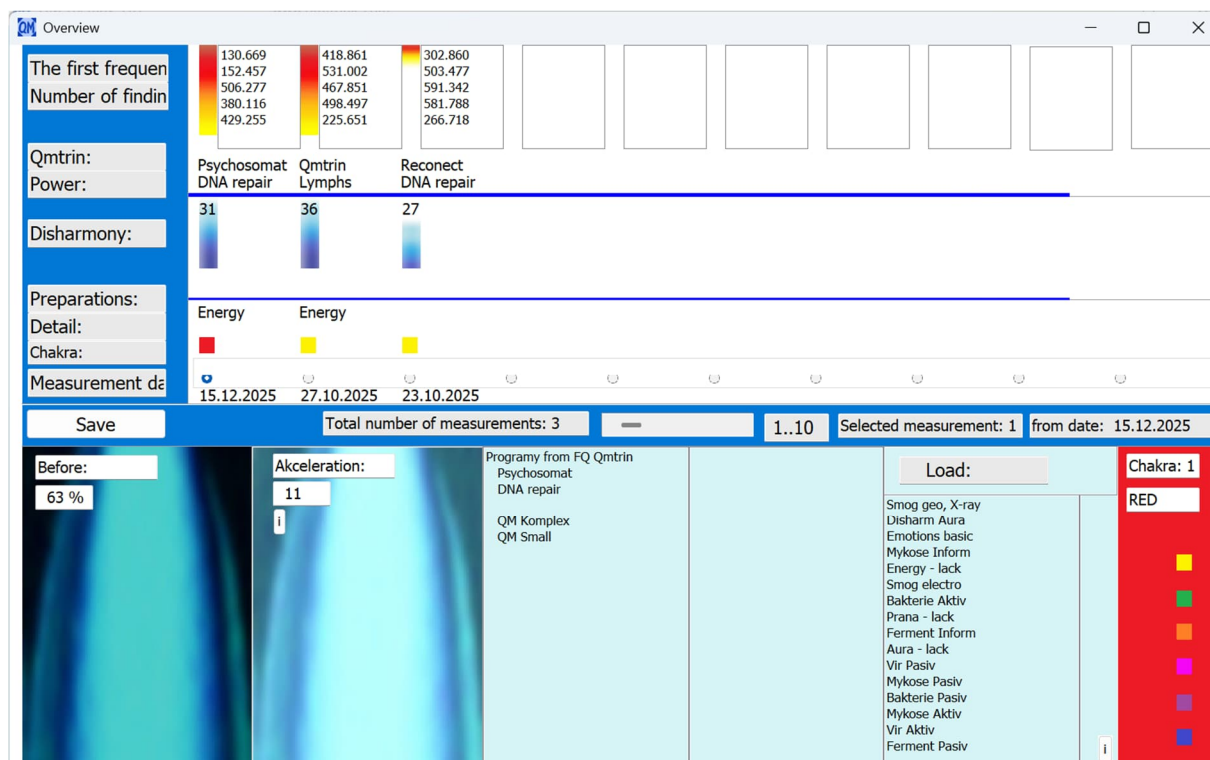 QM Overview
The first frequen
Number of findin
130.669
152.457
506.277
380.116
429.255
418.861
531.002
467.851
498.497
225.651
302.860
503.477
591.342
581.788
266.718
Qmtrin:
Power:
Psychosomat
DNA repair
Qmtrin
Lymphs
Reconect
DNA repair
Disharmony:
31
36
27
Preparations:
Detail:
Chakra:
Energy
Energy
Measurement da
15.12.2025
27.10.2025
23.10.2025
Save
Total number of measurements: 3
1..10
Selected measurement: 1
from date: 15.12.2025
Before:
63 %
Akceleration:
11
i
Programy from FQ Qmtrin
Psychosomat
DNA repair
QM Komplex
QM Small
Load:
Smog geo, X-ray
Disharm Aura
Emotions basic
Mykose Inform
Energy - lack
Smog electro
Bakterie Aktiv
Prana - lack
Ferment Inform
Aura - lack
Vir Pasiv
Mykose Pasiv
Bakterie Pasiv
Mykose Aktiv
Vir Aktiv
Ferment Pasiv
i
Chakra: 1
RED